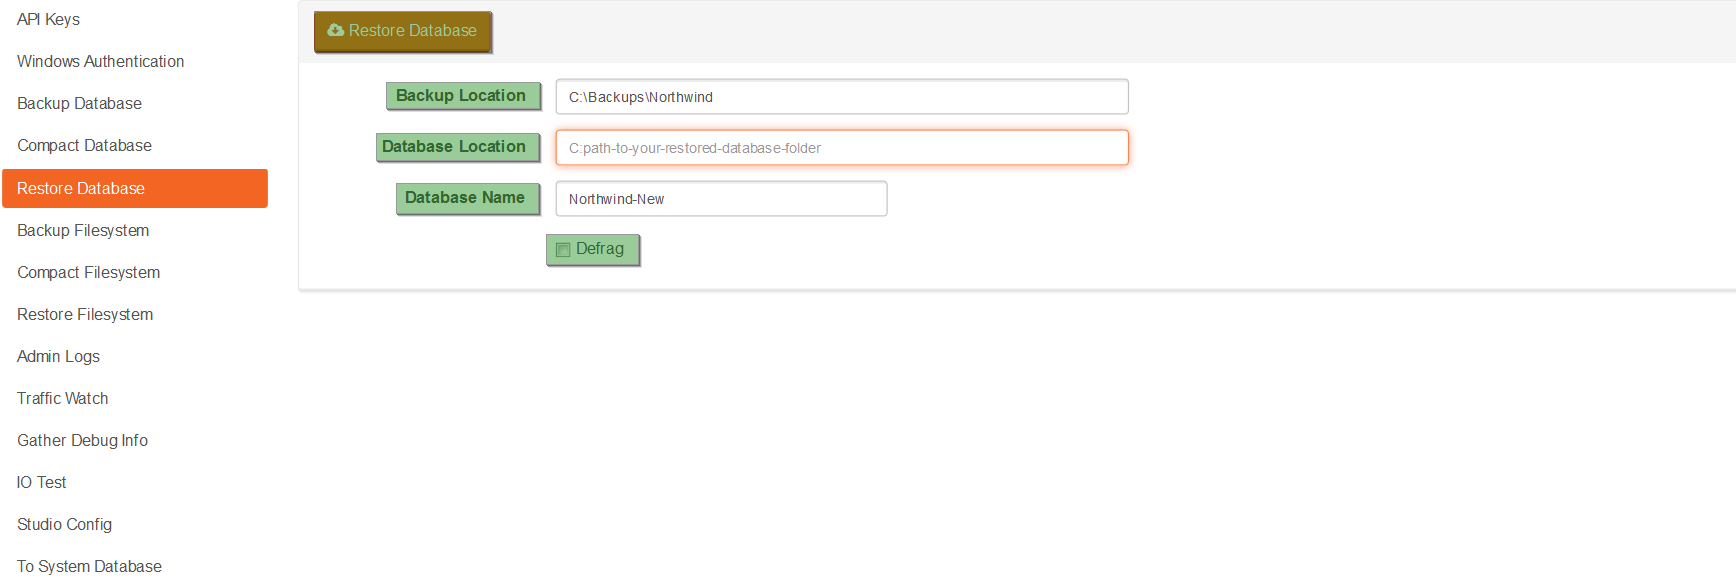 API Keys
Windows Authentication
Backup Database
Compact Database
Restore Database
Backup Filesystem
Compact Filesystem
Restore Filesystem
Admin Logs
Traffic Watch
Gather Debug Info
IO Test
Studio Config
To System Database
Restore Database
Backup Location C:\Backups\Northwind
Database Location C:path-to-your-restored-database-folder
Database Name Northwind-New
Defrag